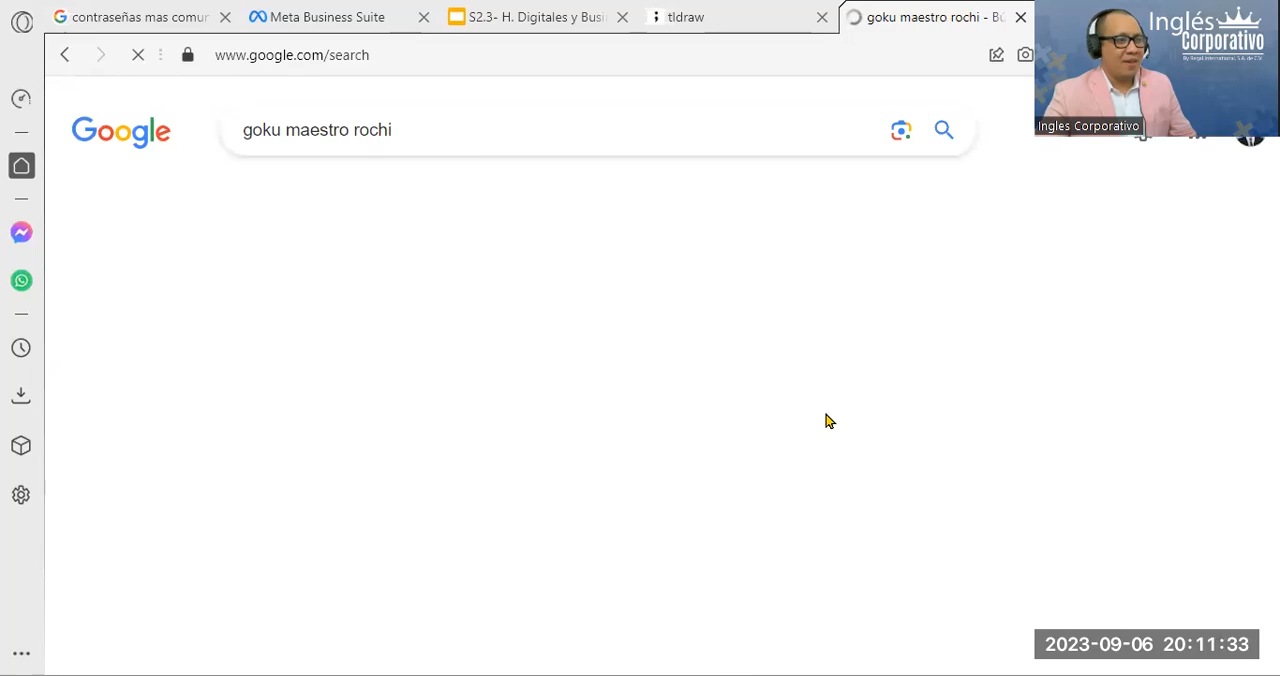 contraseñas mas comur
Meta Business Suite
S2.3- H. Digitales y Busi
tldraw
goku maestro rochi - Bú
www.google.com/search
Google
goku maestro rochi
Inglés
Corporativo
Ingles Corporativo
2023-09-06 20:11:33